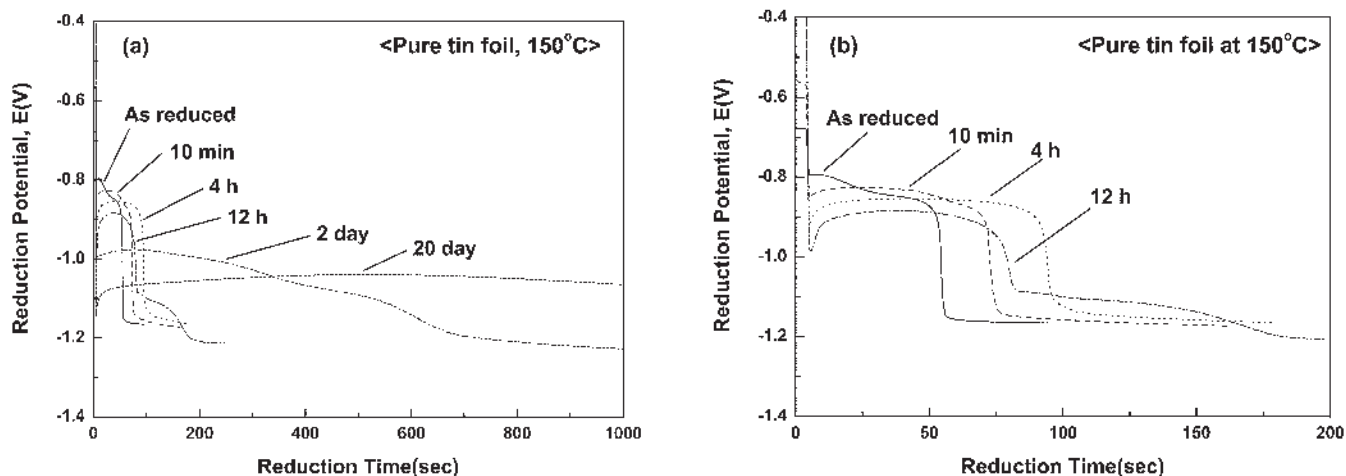 (a)
<Pure tin foil, 150°C>
As reduced
10 min
4 h
12 h
2 day
20 day
Reduction Potential, E(V)
-0.4
-0.6
-0.8
-1.0
-1.2
-1.4
0 200 400 600 800 1000
Reduction Time(sec)
(b)
<Pure tin foil at 150°C>
As reduced
10 min
4 h
12 h
Reduction Potential, E(V)
-0.4
-0.6
-0.8
-1.0
-1.2
-1.4
0 50 100 150 200
Reduction Time(sec)